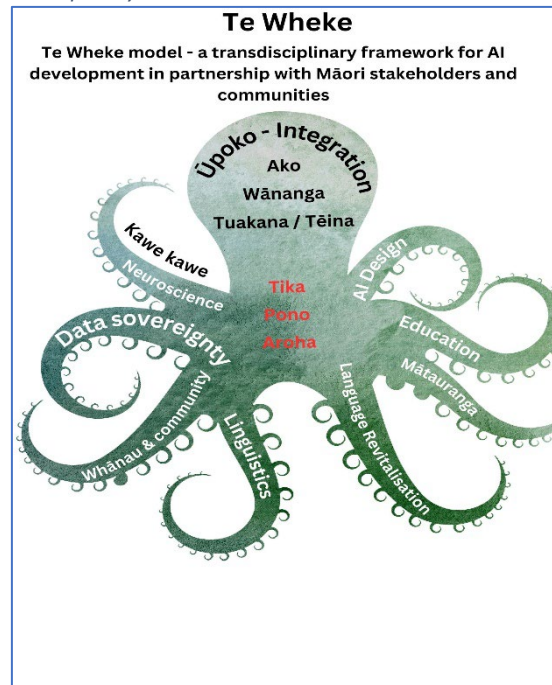 Te Wheke
Te Wheke model - a transdisciplinary framework for AI
development in partnership with Māori stakeholders and
communities
Úpoko - Integration
Ako
Wānanga
Tuakana / Tēina
Kawe kawe
Neuroscience
AI Design
Tika
Pono
Aroha
Data sovereignty
Education
Mātauranga
Whānau & community
Linguistics
Language Revitalisation